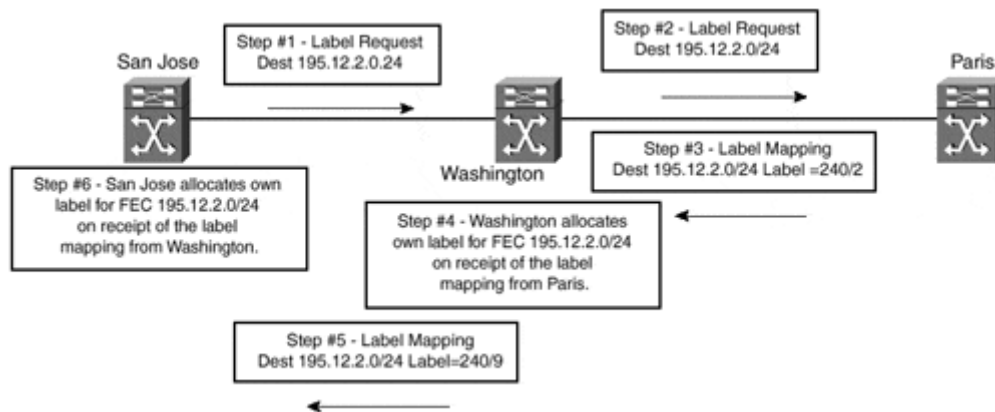 Step #1 - Label Request
Dest 195.12.2.0.24
Step #2 - Label Request
Dest 195.12.2.0/24
San Jose
Paris
Washington
Step #3 - Label Mapping
Dest 195.12.2.0/24 Label =240/2
Step #6 - San Jose allocates own
label for FEC 195.12.2.0/24
on receipt of the label
mapping from Washington.
Step #4 - Washington allocates
own label for FEC 195.12.2.0/24
on receipt of the label
mapping from Paris.
Step #5 - Label Mapping
Dest 195.12.2.0/24 Label=240/9